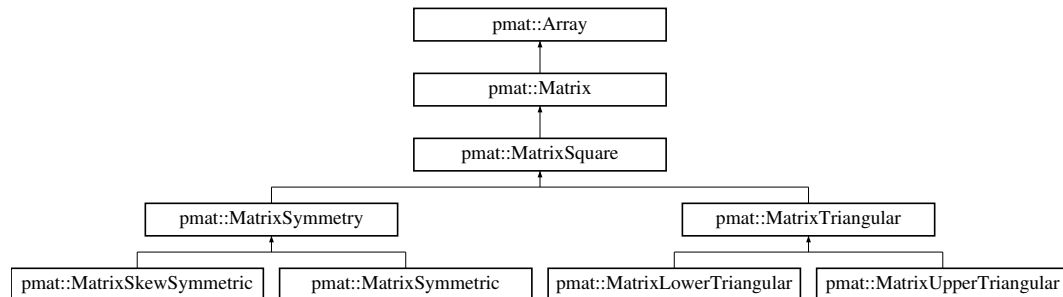 pmat::Array
pmat::Matrix
pmat::MatrixSquare
pmat::MatrixSymmetry
pmat::MatrixTriangular
pmat::MatrixSkewSymmetric
pmat::MatrixSymmetric
pmat::MatrixLowerTriangular
pmat::MatrixUpperTriangular